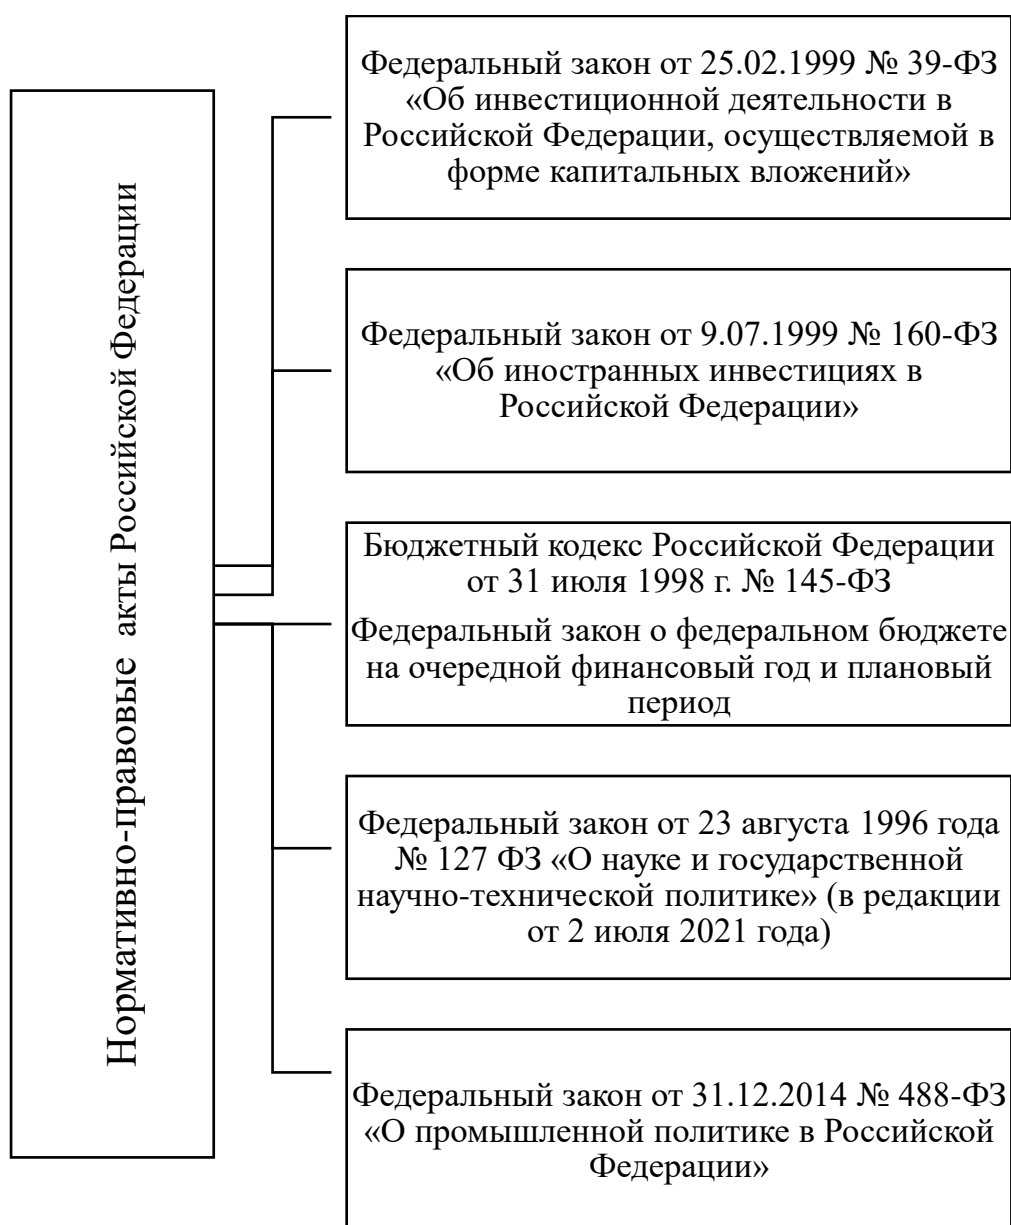 Нормативно-правовые акты Российской Федерации
Федеральный закон от 25.02.1999 № 39-ФЗ
«Об инвестиционной деятельности в
Российской Федерации, осуществляемой в
форме капитальных вложений»
Федеральный закон от 9.07.1999 № 160-ФЗ
«Об иностранных инвестициях в
Российской Федерации»
Бюджетный кодекс Российской Федерации
от 31 июля 1998 г. № 145-ФЗ
Федеральный закон о федеральном бюджете
на очередной финансовый год и плановый
период
Федеральный закон от 23 августа 1996 года
№ 127 ФЗ «О науке и государственной
научно-технической политике» (в редакции
от 2 июля 2021 года)
Федеральный закон от 31.12.2014 № 488-ФЗ
«О промышленной политике в Российской
Федерации»